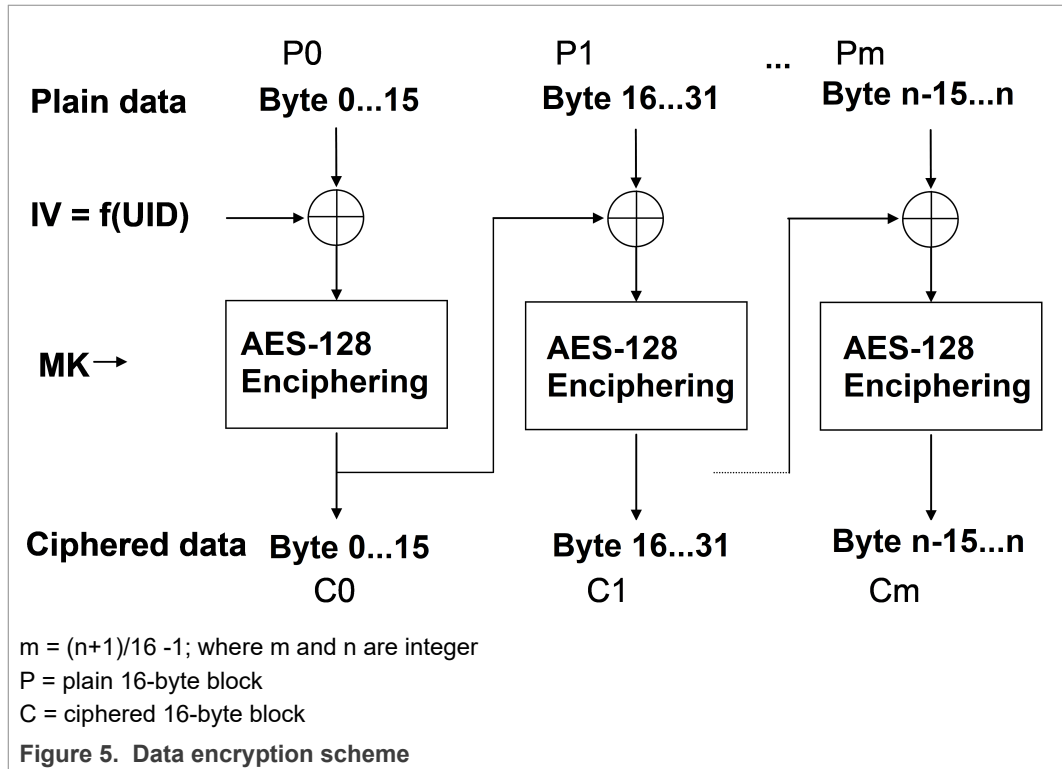 P0 P1 ... Pm
Plain data Byte 0...15 Byte 16...31 Byte n-15...n
IV = f(UID)
MK
AES-128 Enciphering
AES-128 Enciphering
AES-128 Enciphering
Ciphered data Byte 0...15 Byte 16...31 Byte n-15...n
C0 C1 Cm
m = (n+1)/16 -1; where m and n are integer
P = plain 16-byte block
C = ciphered 16-byte block
Figure 5. Data encryption scheme